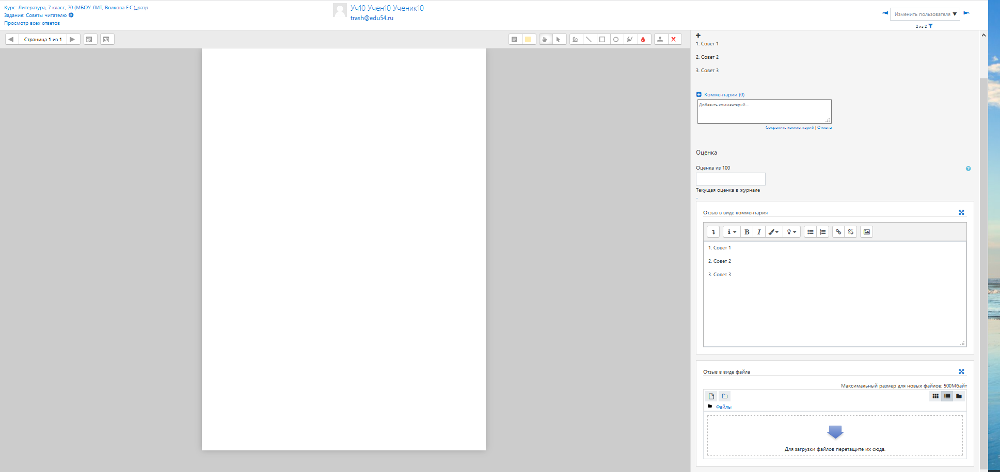 Курс: Литература, 7 класс, 70 (МБОУ ЛИТ, Волкова Е.С.)_разр
Задание: Советы читателю
Просмотр всех ответов
Уч10 Учен10 Ученик10
trash@edu54.ru
Изменить пользователя
2 из 2
Страница 1 из 1
1. Совет 1
2. Совет 2
3. Совет 3
Комментарии (0)
Добавить комментарий...
Сохранить комментарий | Отмена
Оценка
Оценка из 100
Текущая оценка в журнале
-
Отзыв в виде комментария
1. Совет 1
2. Совет 2
3. Совет 3
Отзыв в виде файла
Максимальный размер для новых файлов: 500Мбайт
Файлы
Для загрузки файлов перетащите их сюда.